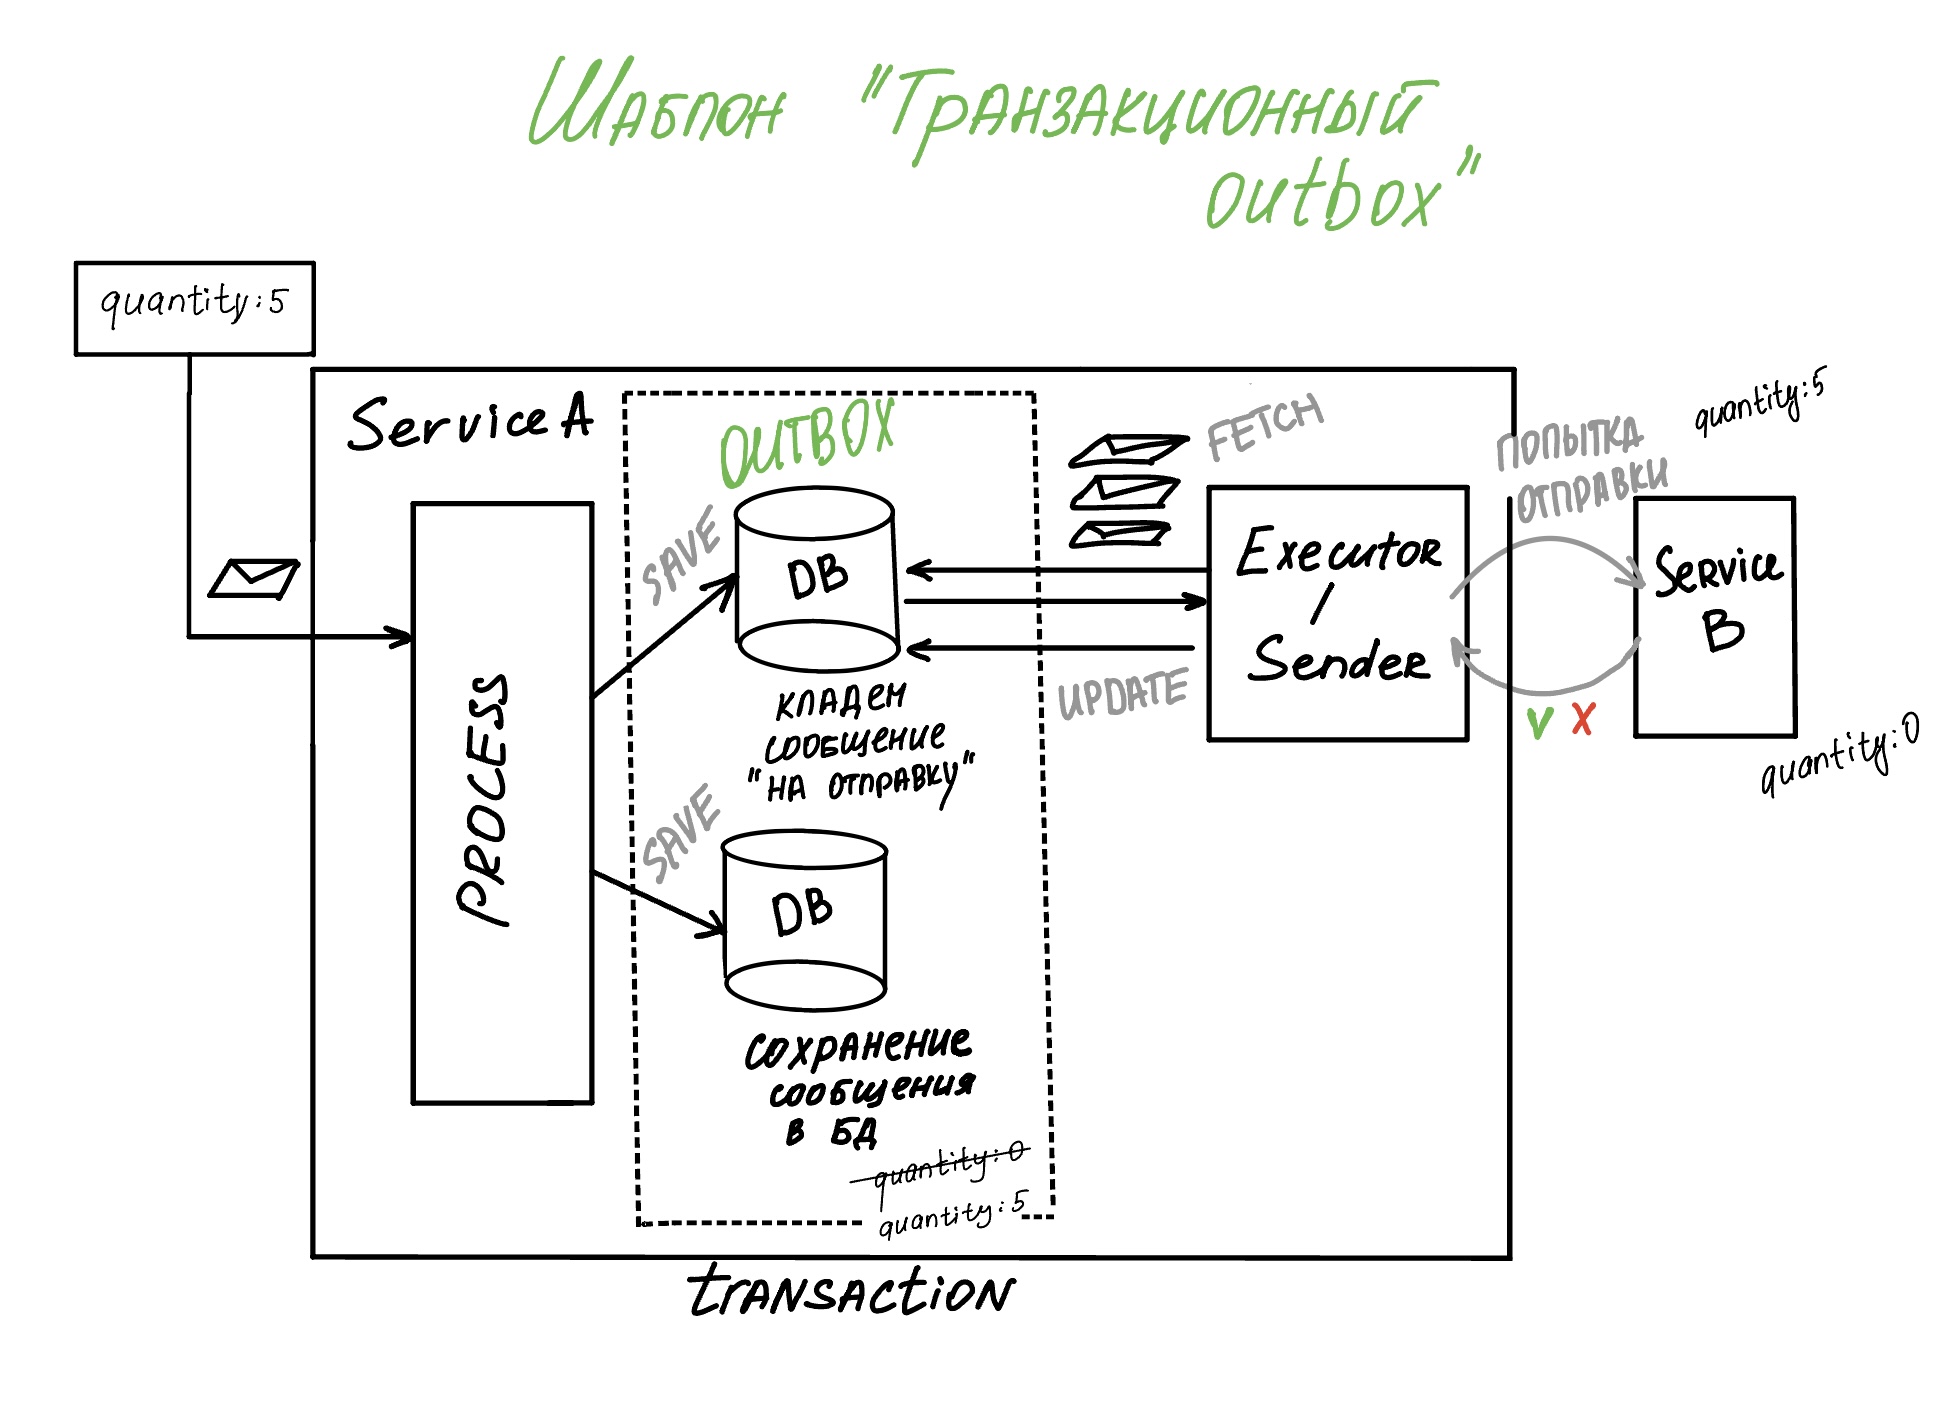 Шаблон "Транзакционный
outbox"
quantity:5
Service A
OUTBOX
FETCH
ПОПЫТКА
ОТПРАВКИ
quantity:5
SAVE
DB
Executor
/
Sender
Service
B
UPDATE
PROCESS
КЛАДЕМ
СООБЩЕНИЕ
"НА ОТПРАВКУ"
V X
quantity:0
SAVE
DB
СОХРАНЕНИЕ
СООБЩЕНИЯ
В БД
quantity:0
quantity:5
transaction